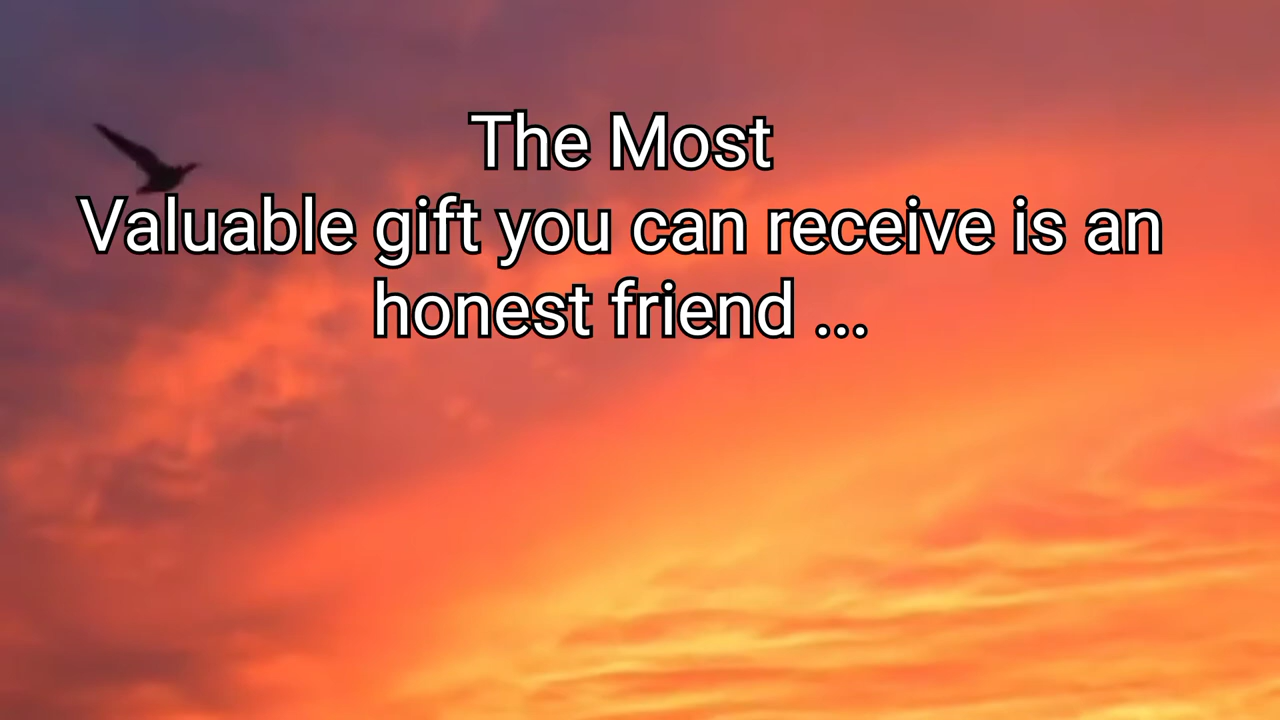 The Most
Valuable gift you can receive is an
honest friend ...